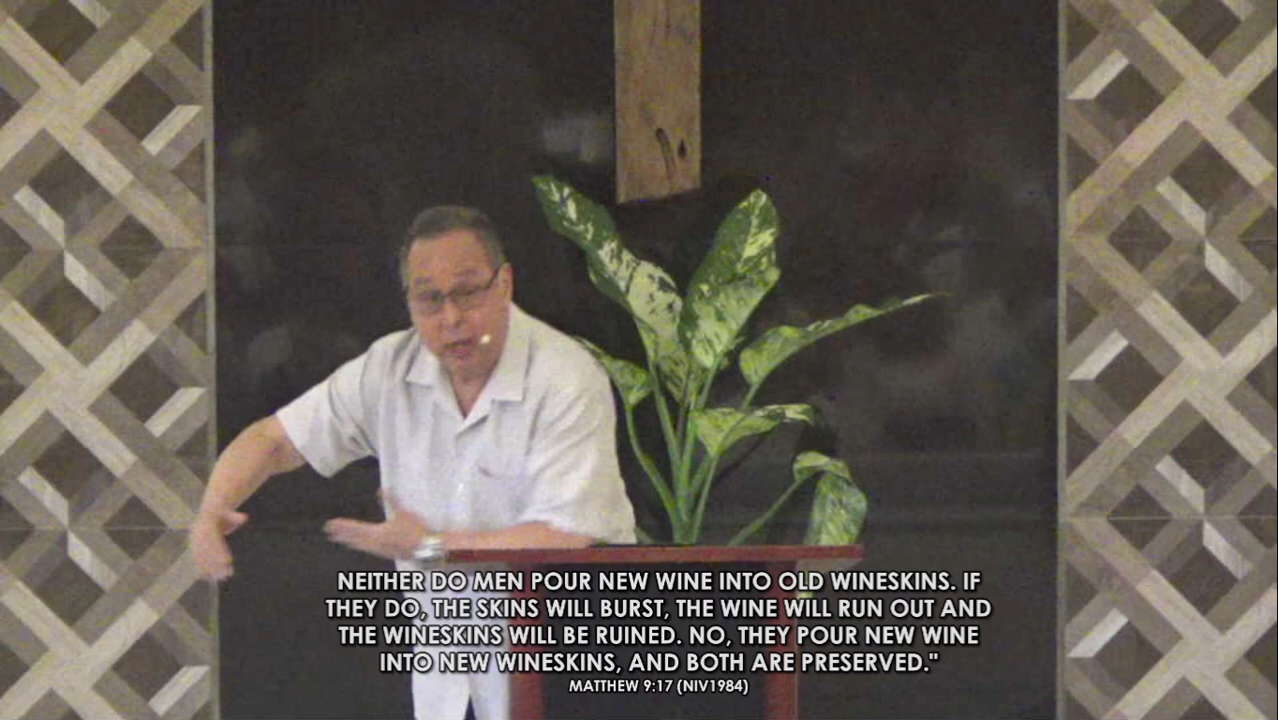 NEITHER DO MEN POUR NEW WINE INTO OLD WINESKINS. IF
THEY DO, THE SKINS WILL BURST, THE WINE WILL RUN OUT AND
THE WINESKINS WILL BE RUINED. NO, THEY POUR NEW WINE
INTO NEW WINESKINS, AND BOTH ARE PRESERVED."
MATTHEW 9:17 (NIV1984)